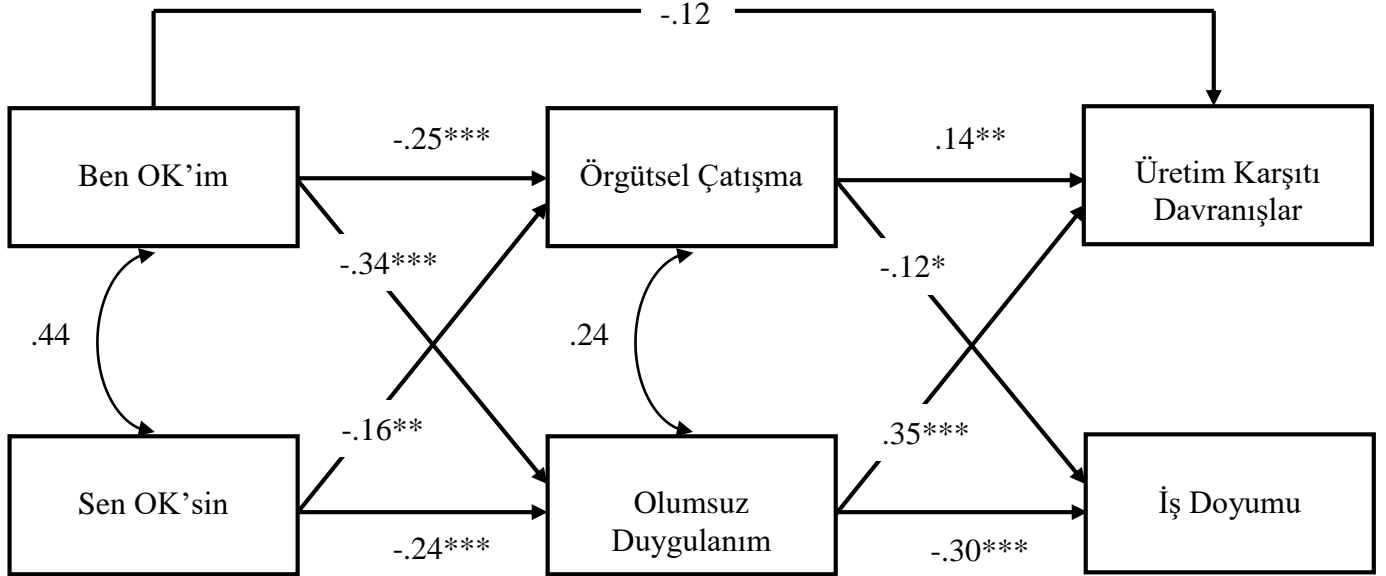 -.12
Ben OK’im
-.25***
Örgütsel Çatışma
.14**
Üretim Karşıtı
Davranışlar
-.34***
-.12*
.44
.24
-.16**
.35***
Sen OK’sin
-.24***
Olumsuz
Duygulanım
-.30***
İş Doyumu